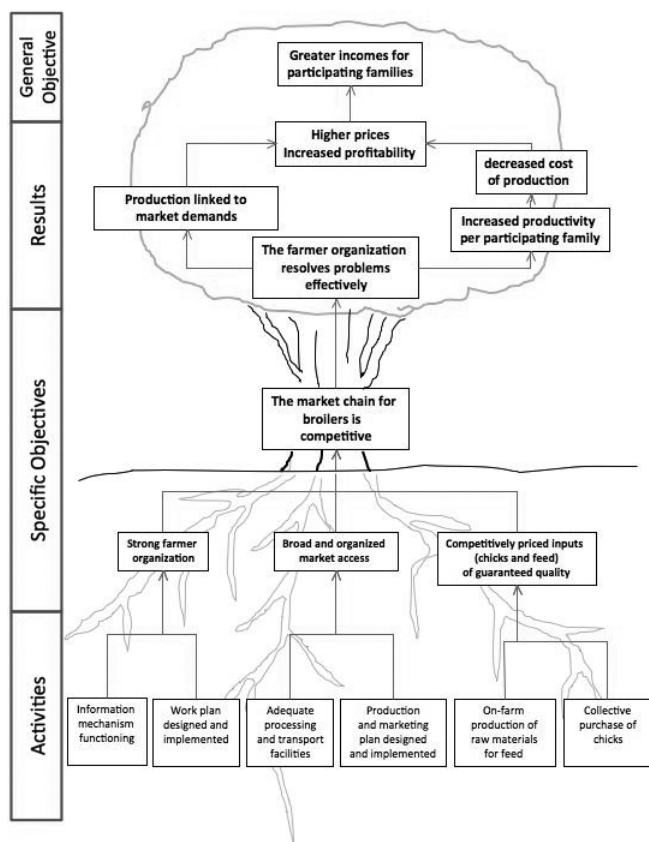 General
Objective
Greater incomes for
participating families
Results
Higher prices
Increased profitability
decreased cost
of production
Production linked to
market demands
Increased productivity
per participating family
The farmer organization
resolves problems
effectively
Specific Objectives
The market chain for
broilers is
competitive
Strong farmer
organization
Broad and organized
market access
Competitively priced inputs
(chicks and feed)
of guaranteed quality
Activities
Information
mechanism
functioning
Work plan
designed and
implemented
Adequate
processing
and transport
facilities
Production
and marketing
plan designed
and implemented
On-farm
production of
raw materials
for feed
Collective
purchase of
chicks